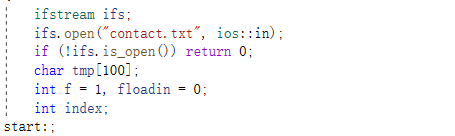 ifstream ifs;
ifs.open("contact.txt", ios::in);
if (!ifs.is_open()) return 0;
char tmp[100];
int f = 1, floadin = 0;
int index;
start:;